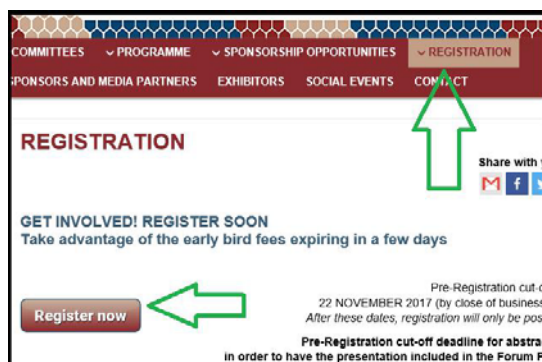 COMMITTEES PROGRAMME SPONSORSHIP OPPORTUNITIES REGISTRATION
SPONSORS AND MEDIA PARTNERS EXHIBITORS SOCIAL EVENTS CONTACT
REGISTRATION
Share with
GET INVOLVED! REGISTER SOON
Take advantage of the early bird fees expiring in a few days
Pre-Registration cut-o
22 NOVEMBER 2017 (by close of business
After these dates, registration will only be pos
Register now
Pre-Registration cut-off deadline for abstra
in order to have the presentation included in the Forum P